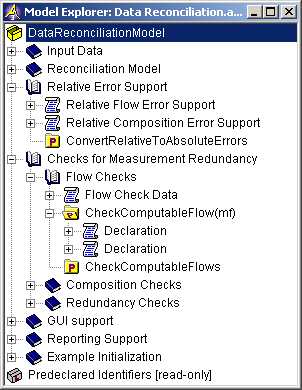 Model Explorer: Data Reconciliation.a...
DataReconciliationModel
Input Data
Reconciliation Model
Relative Error Support
Relative Flow Error Support
Relative Composition Error Support
P ConvertRelativeToAbsoluteErrors
Checks for Measurement Redundancy
Flow Checks
Flow Check Data
CheckComputableFlow(mf)
Declaration
Declaration
P CheckComputableFlows
Composition Checks
Redundancy Checks
GUI support
Reporting Support
Example Initialization
Predeclared Identifiers [read-only]